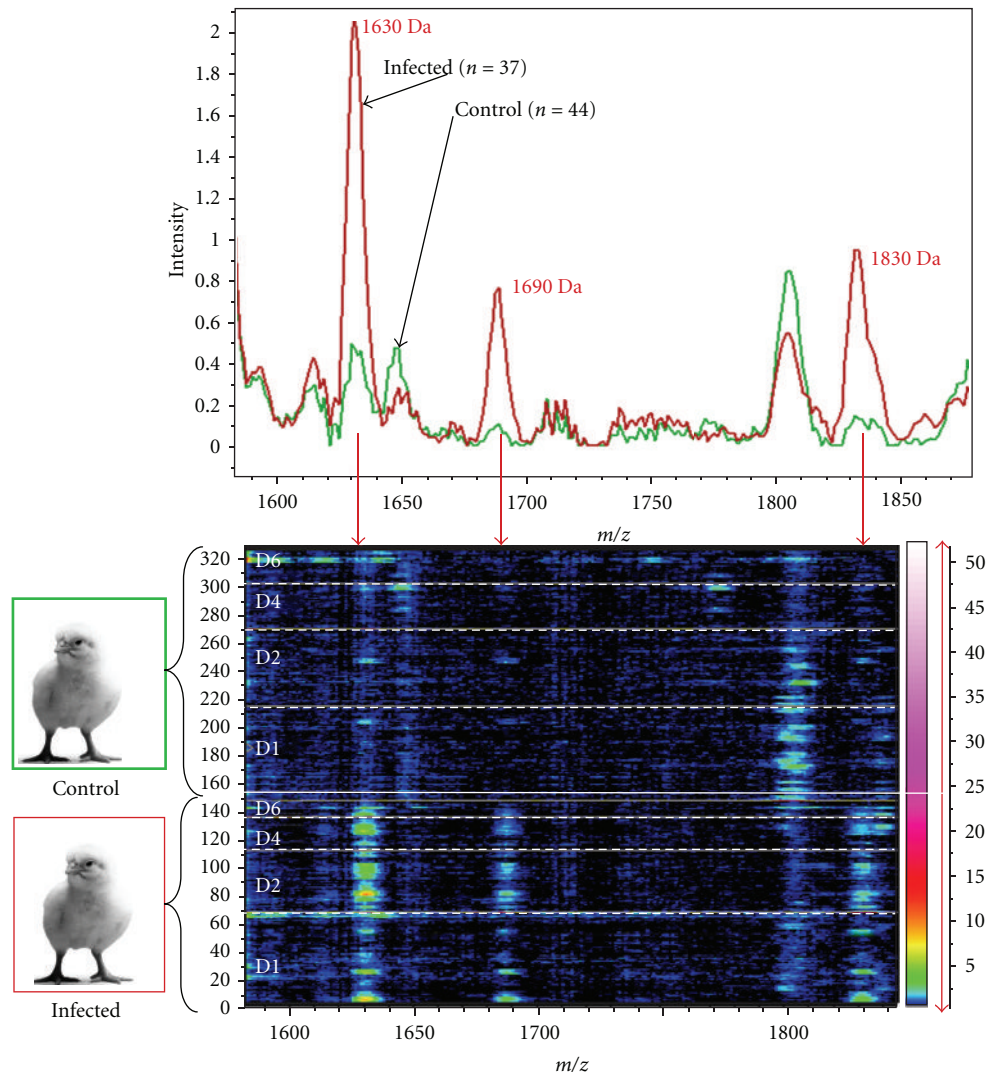 2
1.8
1.6
1.4
1.2
1
0.8
0.6
0.4
0.2
0
Intensity
1630 Da
Infected (n = 37)
Control (n = 44)
1690 Da
1830 Da
1600
1650
1700
1750
1800
1850
m/z
320
300
280
260
240
220
200
180
160
140
120
100
80
60
40
20
0
D6
D4
D2
D1
D6
D4
D2
D1
50
45
40
35
30
25
20
15
10
5
Control
Infected
1600
1650
1700
1800
m/z